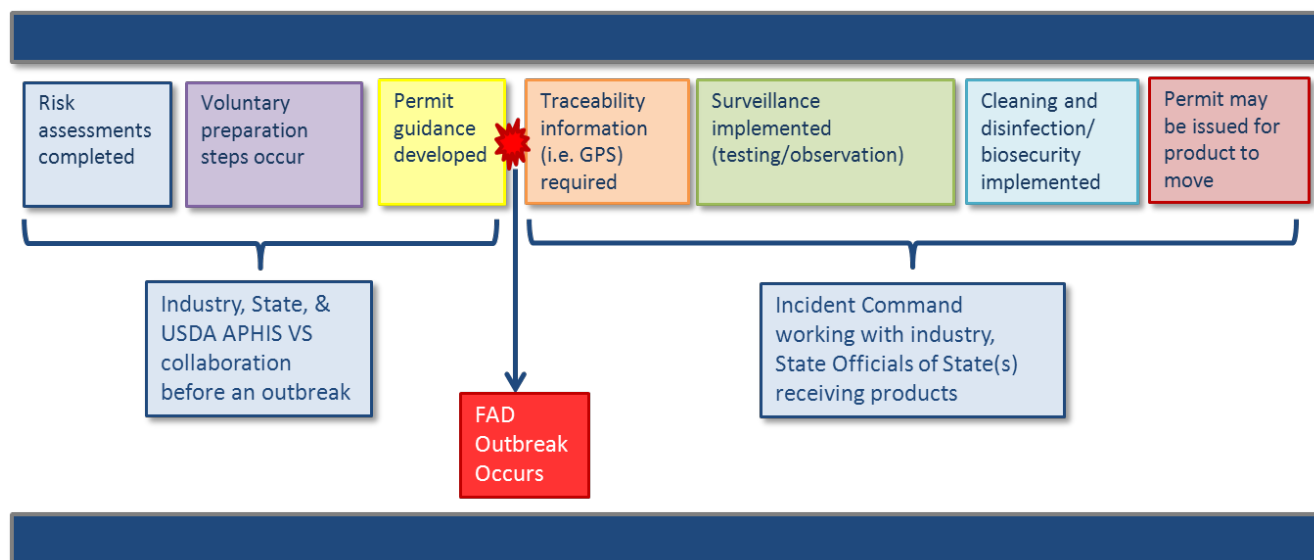 Risk
assessments
completed
Voluntary
preparation
steps occur
Permit
guidance
developed
Traceability
information
(i.e. GPS)
required
Surveillance
implemented
(testing/observation)
Cleaning and
disinfection/
biosecurity
implemented
Permit may
be issued for
product to
move
Industry, State, &
USDA APHIS VS
collaboration
before an outbreak
Incident Command
working with industry,
State Officials of State(s)
receiving products
FAD
Outbreak
Occurs